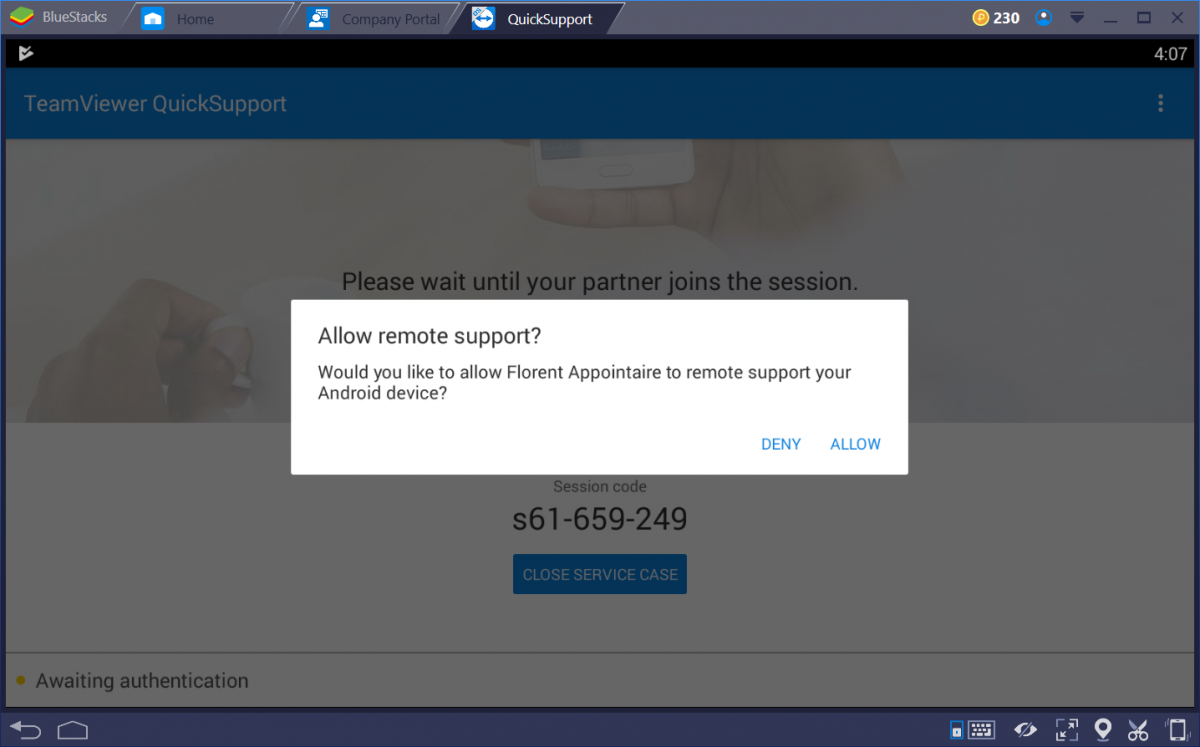 BlueStacks
Home
Company Portal
QuickSupport
230
4:07
TeamViewer QuickSupport
Please wait until your partner joins the session.
Allow remote support?
Would you like to allow Florent Appointaire to remote support your
Android device?
DENY
ALLOW
Session code
s61-659-249
CLOSE SERVICE CASE
Awaiting authentication